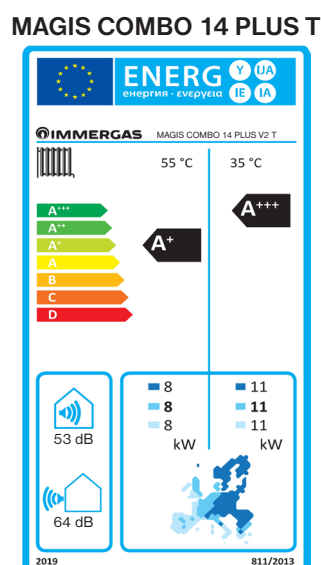 MAGIS COMBO 14 PLUS T
ENERG Y IJA
енергия · ενεργεια IE IA
IMMERGAS MAGIS COMBO 14 PLUS V2 T
55 °C 35 °C
A+++
A+++
A++
A+
A+
A
B
C
D
8 11
8 11
8 11
kW kW
53 dB
64 dB
2019 811/2013